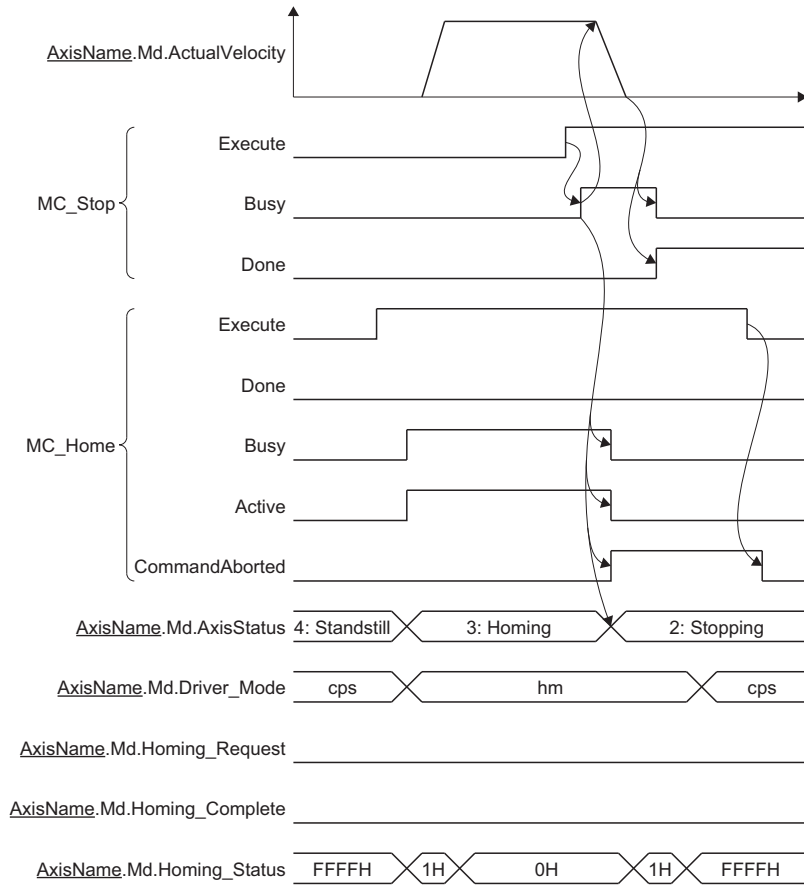 AxisName.Md.ActualVelocity
MC_Stop
Execute
Busy
Done
MC_Home
Execute
Done
Busy
Active
CommandAborted
AxisName.Md.AxisStatus 4: Standstill 3: Homing 2: Stopping
AxisName.Md.Driver_Mode cps hm cps
AxisName.Md.Homing_Request
AxisName.Md.Homing_Complete
AxisName.Md.Homing_Status FFFFH 1H 0H 1H FFFFH